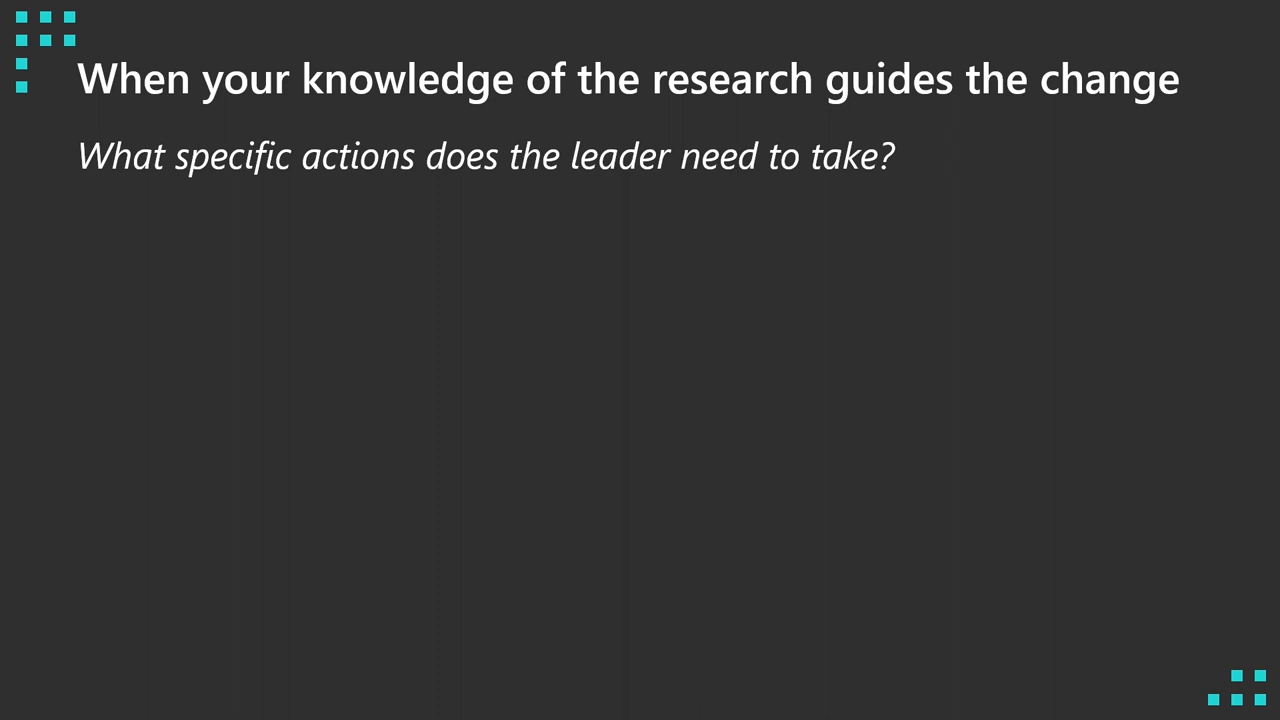 When your knowledge of the research guides the change
What specific actions does the leader need to take?